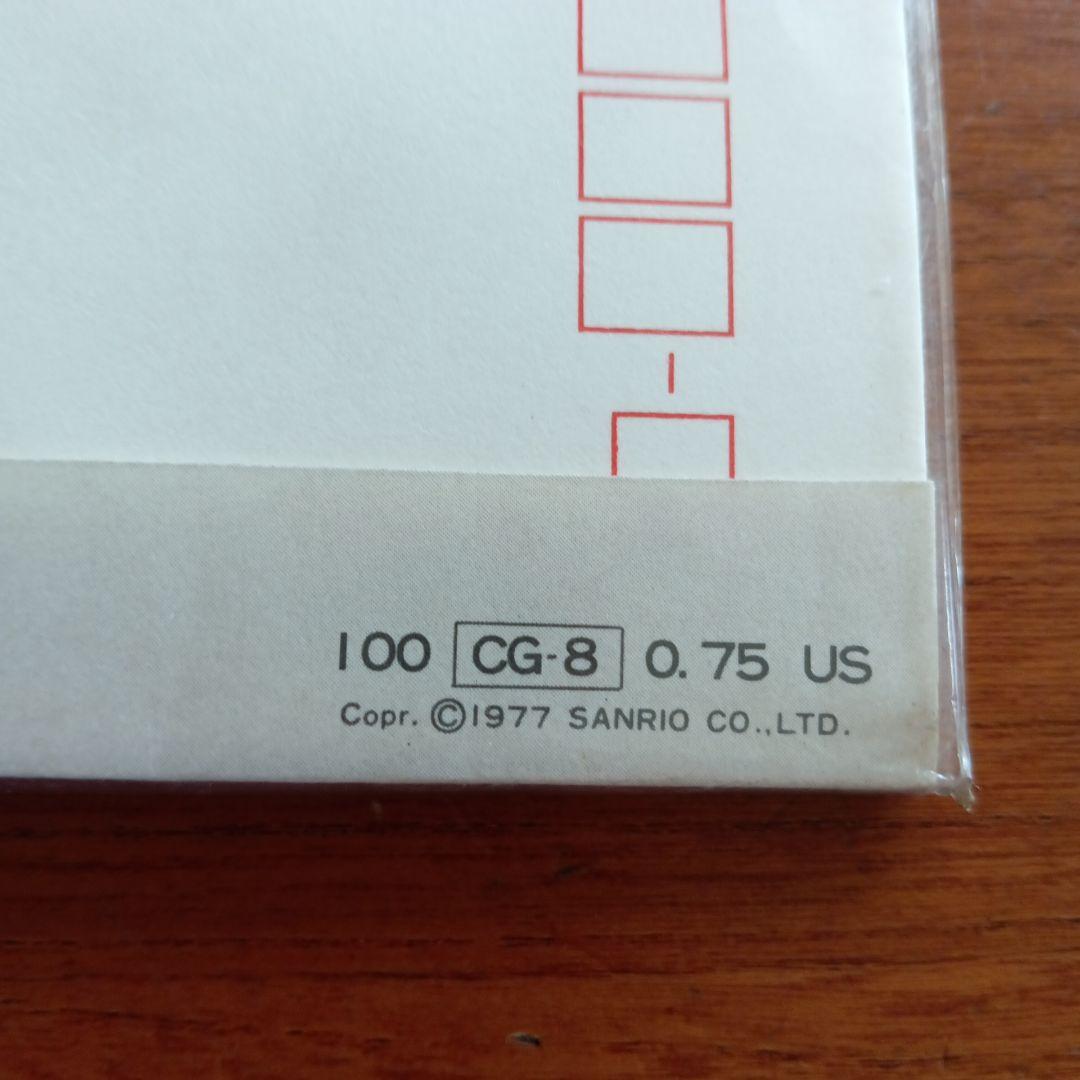 100 CG-8 0.75 US
Copr. ©1977 SANRIO CO.,LTD.